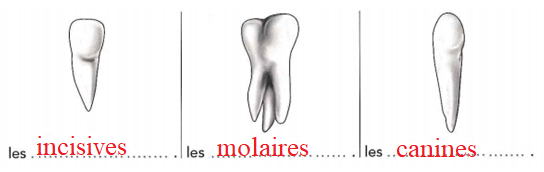 les incisives .
les molaires .
les canines .